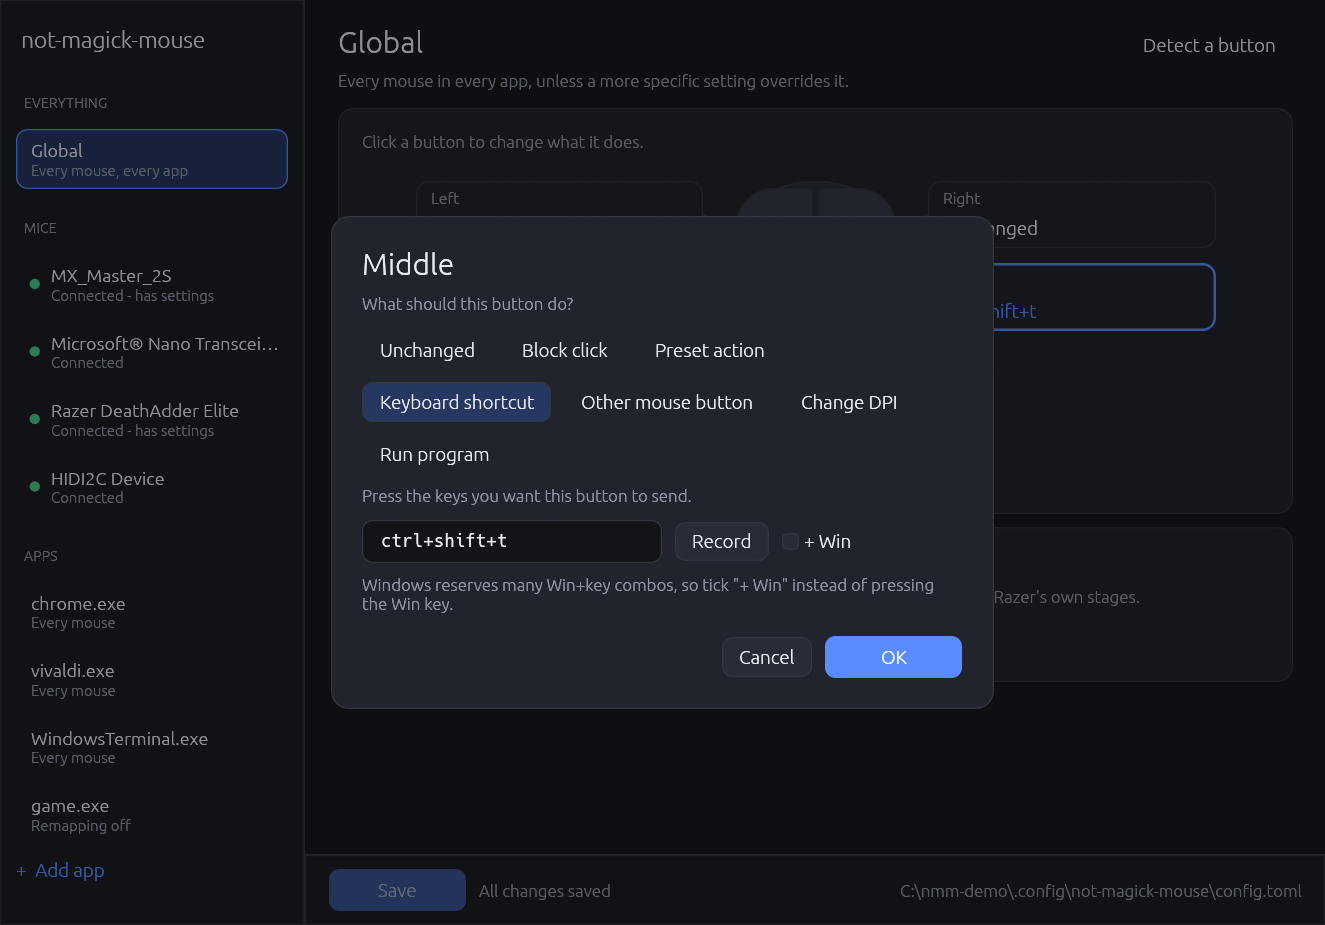 not-magick-mouse
EVERYTHING
Global
Every mouse, every app
MICE
MX_Master_2S
Connected - has settings
Microsoft® Nano Transcei...
Connected
Razer DeathAdder Elite
Connected - has settings
HIDI2C Device
Connected
APPS
chrome.exe
Every mouse
vivaldi.exe
Every mouse
WindowsTerminal.exe
Every mouse
game.exe
Remapping off
+ Add app
Global
Detect a button
Every mouse in every app, unless a more specific setting overrides it.
Click a button to change what it does.
Left
Right
Middle
What should this button do?
Unchanged
Block click
Preset action
Keyboard shortcut
Other mouse button
Change DPI
Run program
Press the keys you want this button to send.
ctrl+shift+t
Record
+ Win
Windows reserves many Win+key combos, so tick "+ Win" instead of pressing
the Win key.
Cancel
OK
Razer's own stages.
Save
All changes saved
C:\nmm-demo\.config\not-magick-mouse\config.toml